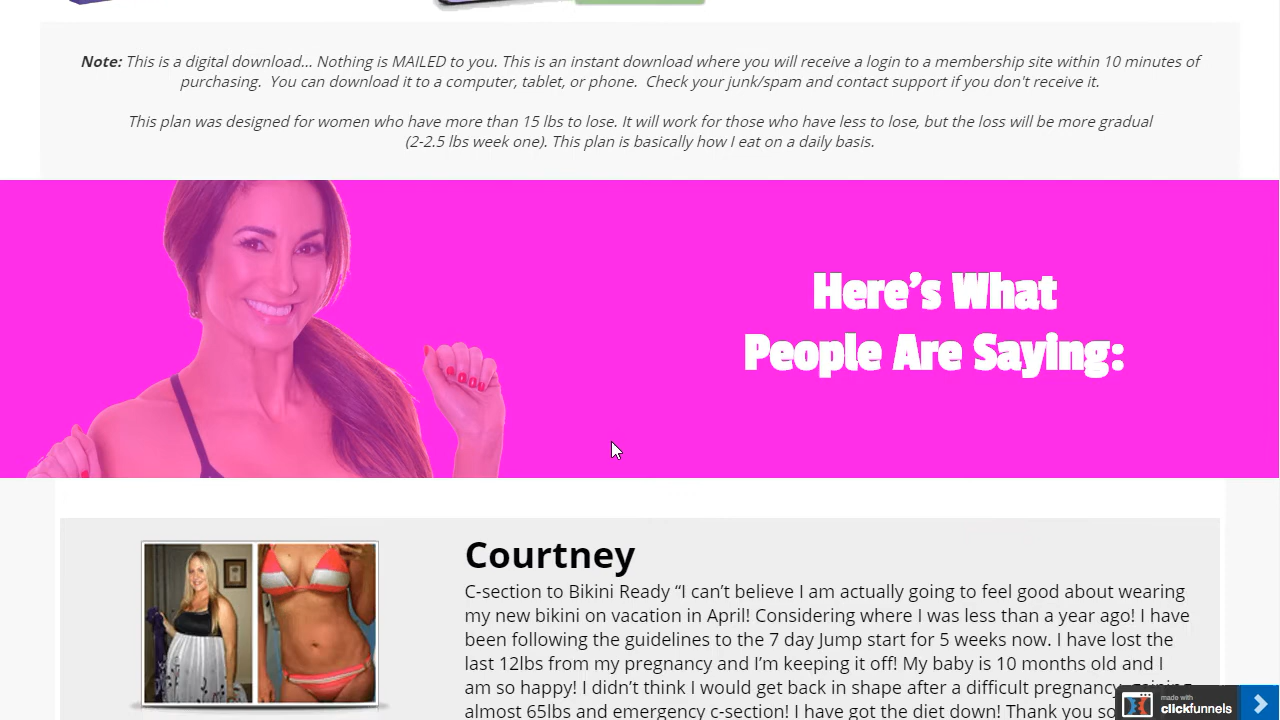 Note: This is a digital download... Nothing is MAILED to you. This is an instant download where you will receive a login to a membership site within 10 minutes of
purchasing. You can download it to a computer, tablet, or phone. Check your junk/spam and contact support if you don't receive it.
This plan was designed for women who have more than 15 lbs to lose. It will work for those who have less to lose, but the loss will be more gradual
(2-2.5 lbs week one). This plan is basically how I eat on a daily basis.
Here's What
People Are Saying:
Courtney
C-section to Bikini Ready “I can’t believe I am actually going to feel good about wearing
my new bikini on vacation in April! Considering where I was less than a year ago! I have
been following the guidelines to the 7 day Jump start for 5 weeks now. I have lost the
last 12lbs from my pregnancy and I’m keeping it off! My baby is 10 months old and I
am so happy! I didn’t think I would get back in shape after a difficult pregnancy
almost 65lbs and emergency c-section! I have got the diet down! Thank you so
made with
clickfunnels